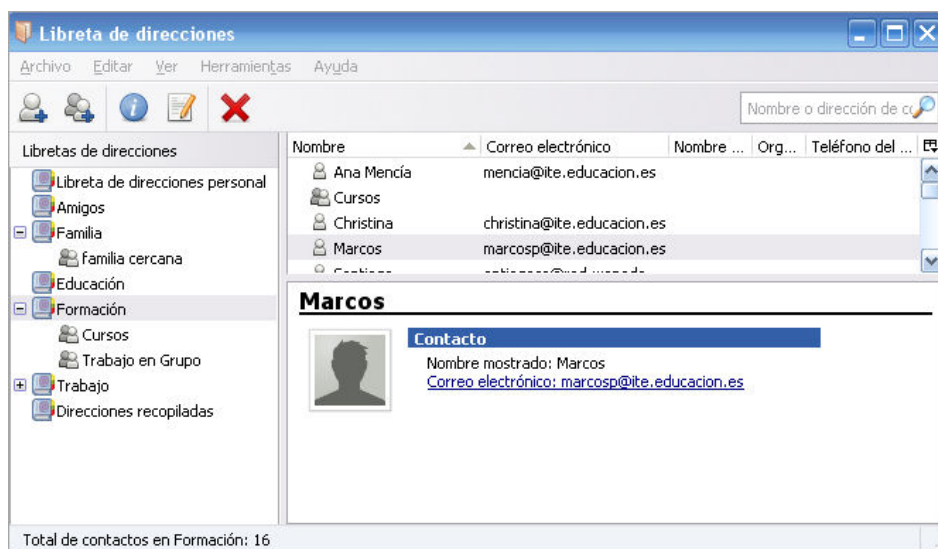 Libreta de direcciones
Archivo Editar Ver Herramientas Ayuda
Nombre o dirección de c
Libretas de direcciones
Libreta de direcciones personal
Amigos
Familia
familia cercana
Educación
Formación
Cursos
Trabajo en Grupo
Trabajo
Direcciones recopiladas
Nombre Correo electrónico Nombre ... Org... Teléfono del ...
Ana Mencía mencia@ite.educacion.es
Cursos
Christina christina@ite.educacion.es
Marcos marcosp@ite.educacion.es
Marcos
Contacto
Nombre mostrado: Marcos
Correo electrónico: marcosp@ite.educacion.es
Total de contactos en Formación: 16